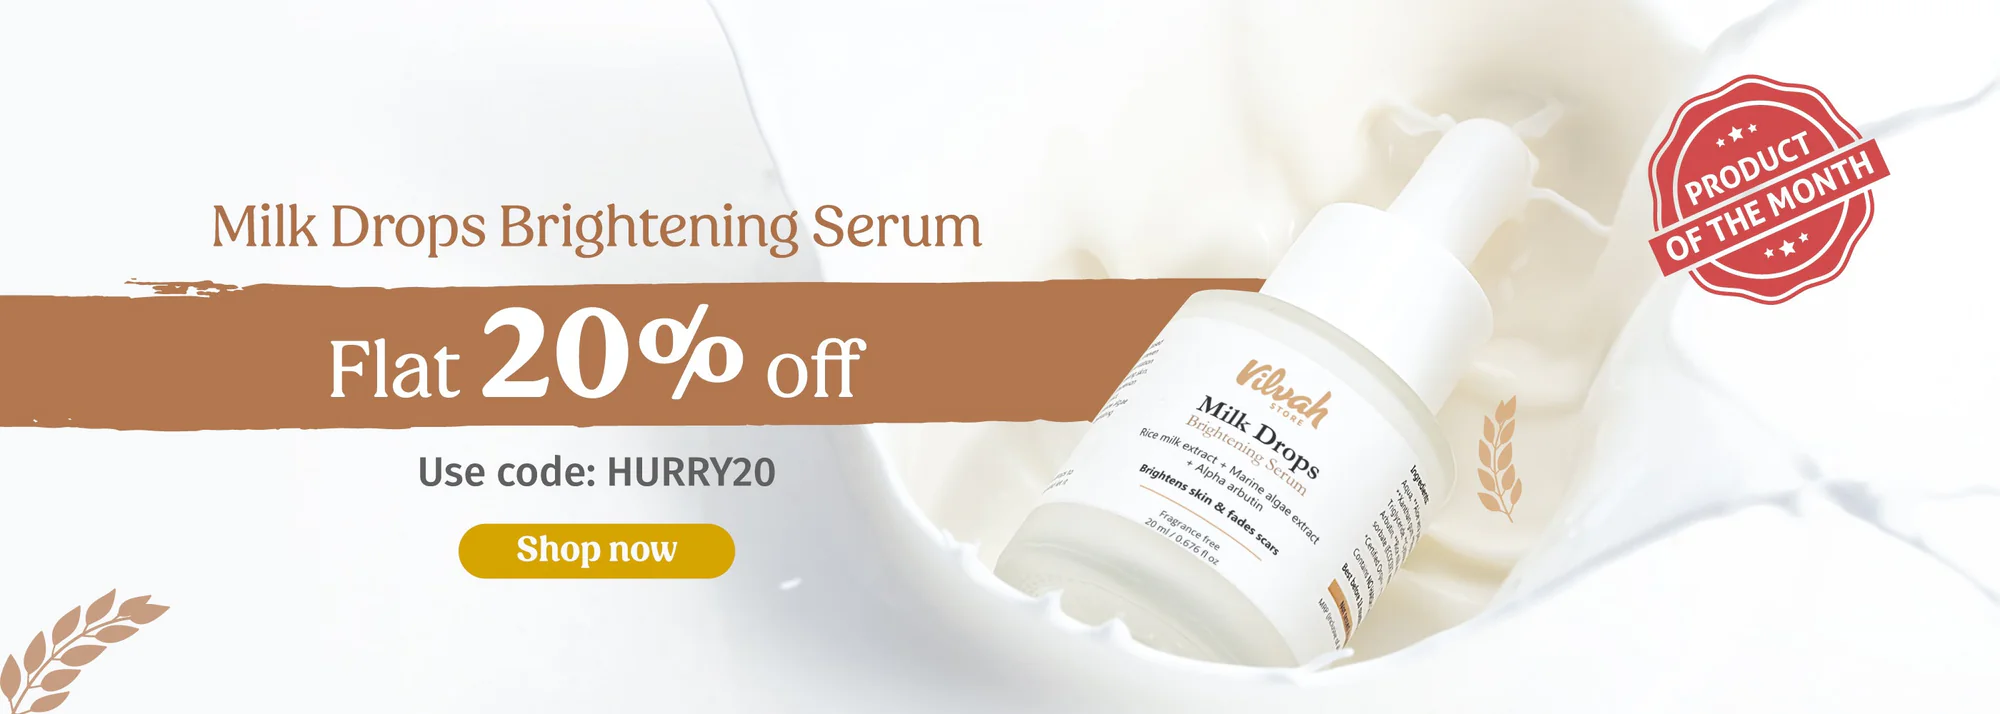 Milk Drops Brightening Serum
Flat 20% off
Use code: HURRY20
Shop now
Vilvah
STORE
Milk Drops
Brightening Serum
Rice milk extract + Marine algae extract
+ Alpha arbutin
Brightens skin & fades scars
Fragrance free
20 ml / 0.676 fl oz
PRODUCT
OF THE MONTH